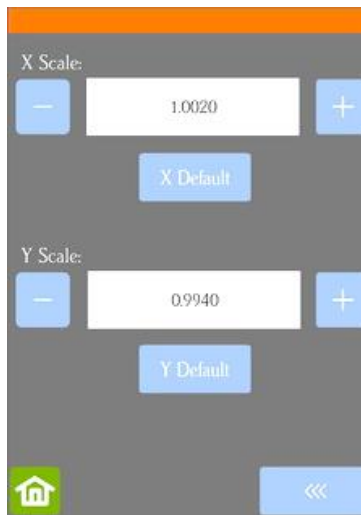 X Scale:
− 1.0020 +
X Default
Y Scale:
− 0.9940 +
Y Default
<<<